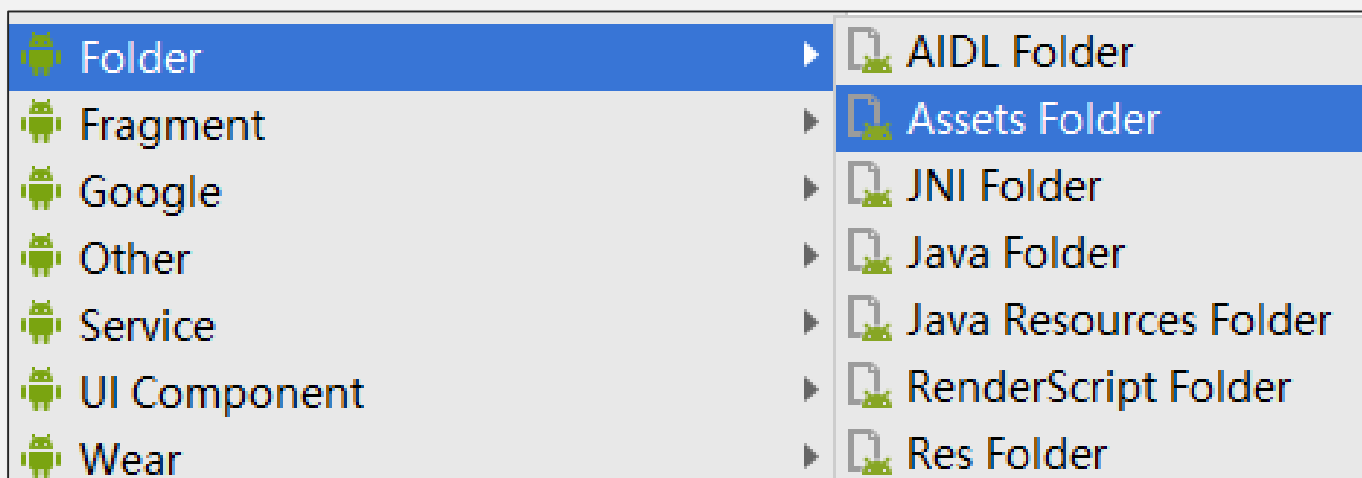 Folder
Fragment
Google
Other
Service
UI Component
Wear
AIDL Folder
Assets Folder
JNI Folder
Java Folder
Java Resources Folder
RenderScript Folder
Res Folder